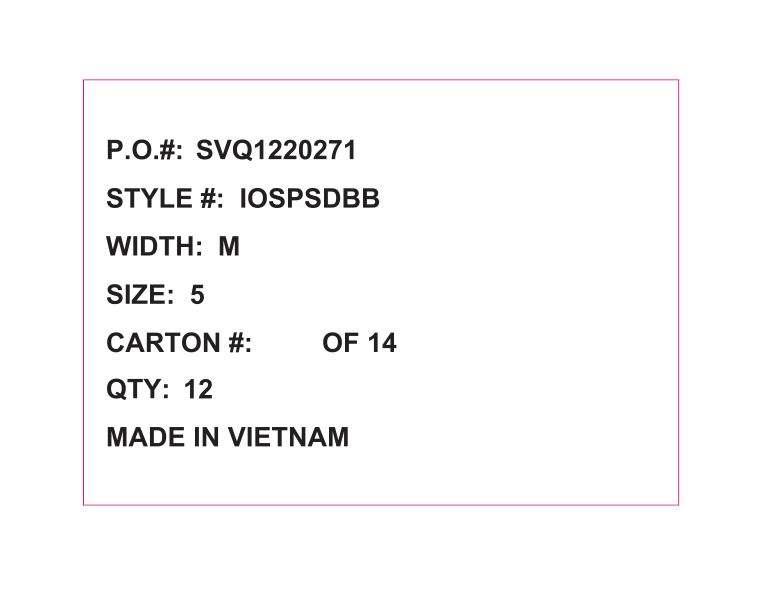 P.O.#: SVQ1220271
STYLE #: IOSPSDBB
WIDTH: M
SIZE: 5
CARTON #: OF 14
QTY: 12
MADE IN VIETNAM